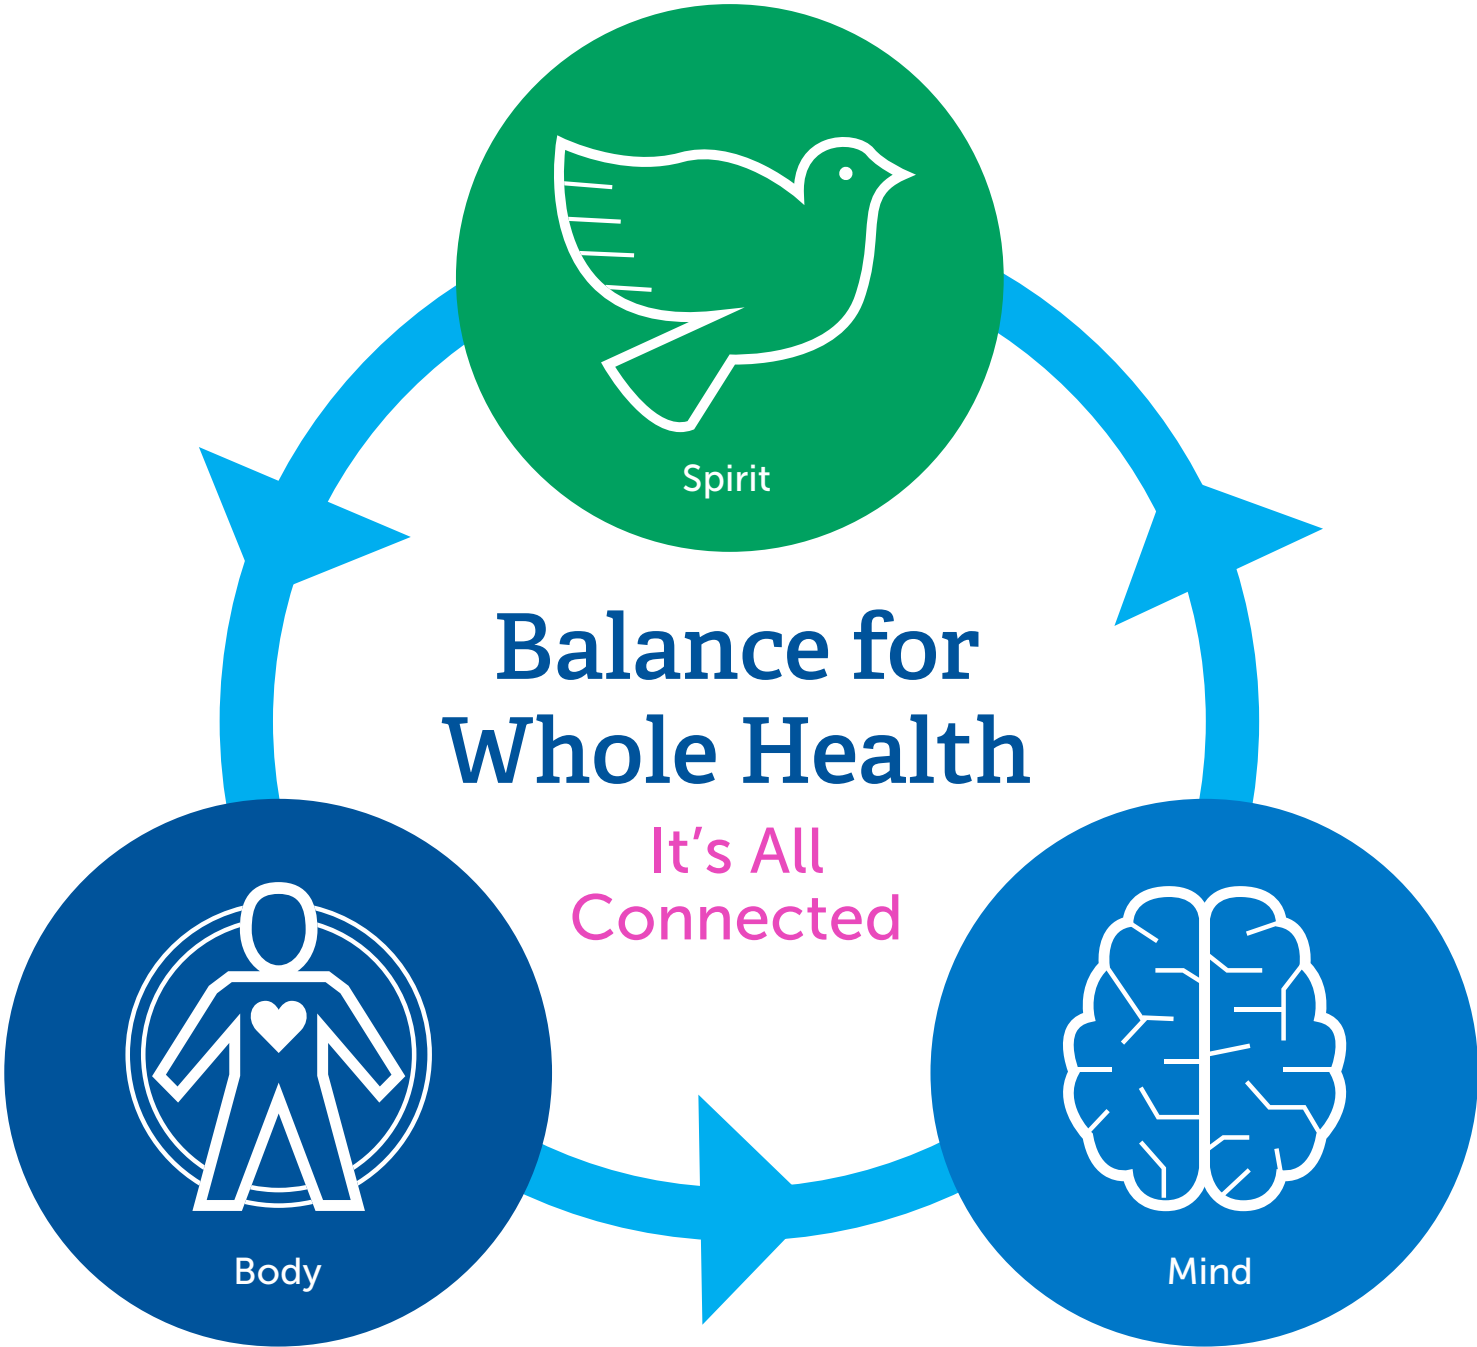 Spirit
Balance for
Whole Health
It's All
Connected
Body
Mind